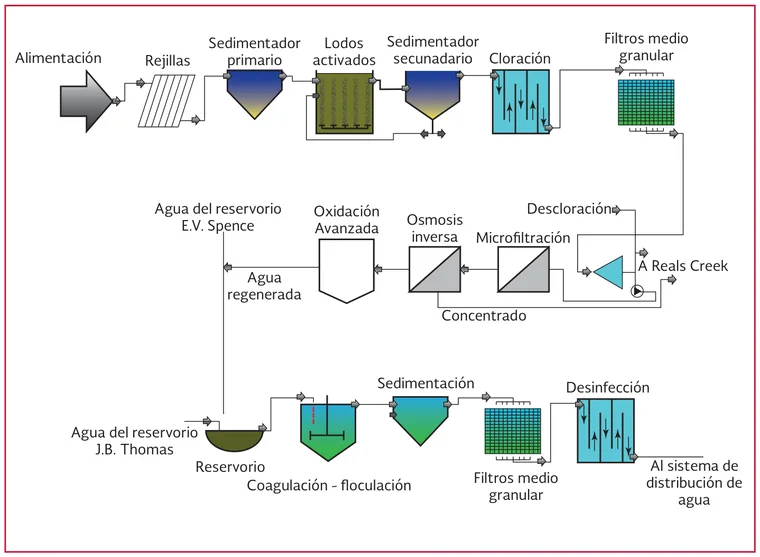 Alimentación
Rejillas
Sedimentador
primario
Lodos
activados
Sedimentador
secunadario
Cloración
Filtros medio
granular
Agua del reservorio
E.V. Spence
Oxidación
Avanzada
Osmosis
inversa
Microfiltración
Descloración
A Reals Creek
Agua
regenerada
Concentrado
Agua del reservorio
J.B. Thomas
Reservorio
Coagulación - floculación
Sedimentación
Filtros medio
granular
Desinfección
Al sistema de
distribución de
agua